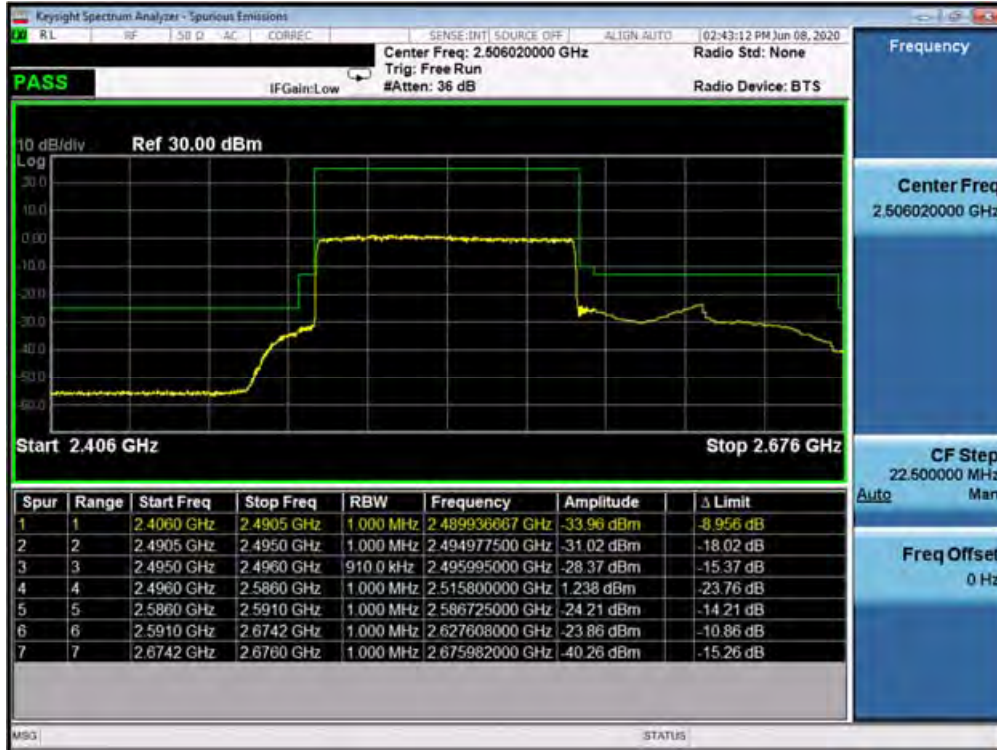 Keysight Spectrum Analyzer - Spurious Emissions
RL RF 50 Ω AC CORREC SENSE:INT SOURCE OFF ALIGN AUTO 02:43:12 PM Jun 08, 2020
Center Freq: 2.506020000 GHz Radio Std: None
Trig: Free Run
PASS IFGain:Low #Atten: 36 dB Radio Device: BTS
10 dB/div Ref 30.00 dBm
Log
20.0
10.0
0.00
-10.0
-20.0
-30.0
-40.0
-50.0
-60.0
Start 2.406 GHz Stop 2.676 GHz
Spur Range Start Freq Stop Freq RBW Frequency Amplitude Δ Limit
1 1 2.4060 GHz 2.4905 GHz 1.000 MHz 2.489936667 GHz -33.96 dBm -8.956 dB
2 2 2.4905 GHz 2.4950 GHz 1.000 MHz 2.494977500 GHz -31.02 dBm -18.02 dB
3 3 2.4950 GHz 2.4960 GHz 910.0 kHz 2.495995000 GHz -28.37 dBm -15.37 dB
4 4 2.4960 GHz 2.5860 GHz 1.000 MHz 2.515800000 GHz 1.238 dBm -23.76 dB
5 5 2.5860 GHz 2.5910 GHz 1.000 MHz 2.586725000 GHz -24.21 dBm -14.21 dB
6 6 2.5910 GHz 2.6742 GHz 1.000 MHz 2.627608000 GHz -23.86 dBm -10.86 dB
7 7 2.6742 GHz 2.6760 GHz 1.000 MHz 2.675982000 GHz -40.26 dBm -15.26 dB
MSG STATUS
Frequency
Center Freq
2.506020000 GHz
CF Step
22.500000 MHz
Auto Man
Freq Offset
0 Hz